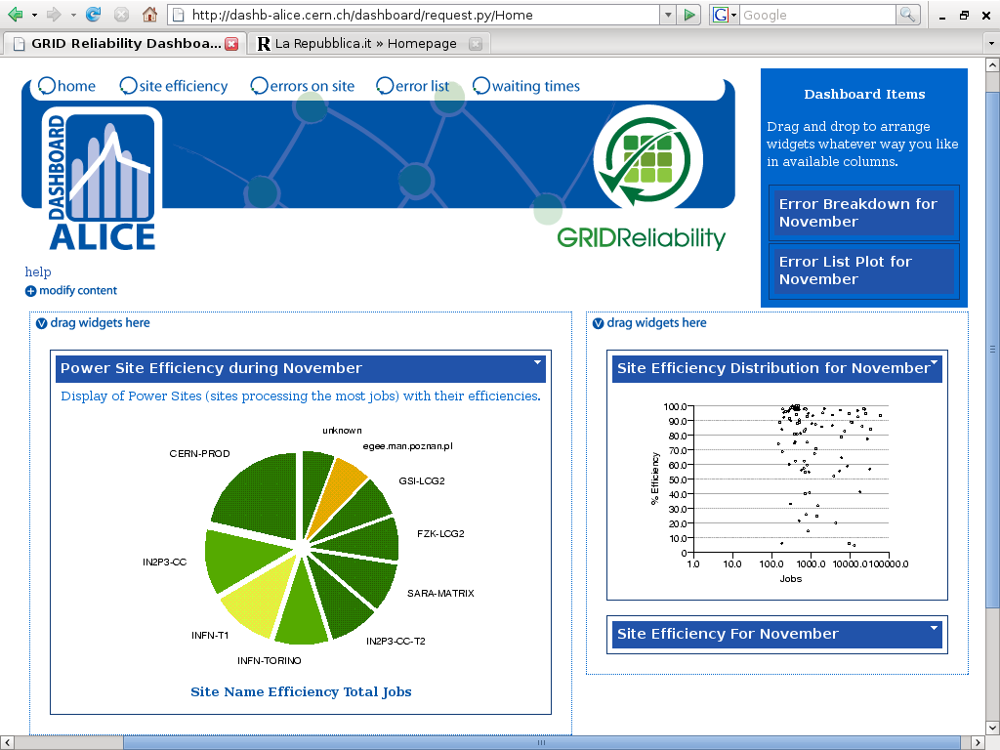 http://dashb-alice.cern.ch/dashboard/request.py/Home
G
Google
GRID Reliability Dashboa...
R La Repubblica.it » Homepage
home
site efficiency
errors on site
error list
waiting times
DASHBOARD
ALICE
GRIDReliability
Dashboard Items
Drag and drop to arrange
widgets whatever way you like
in available columns.
Error Breakdown for
November
Error List Plot for
November
help
modify content
drag widgets here
Power Site Efficiency during November
Display of Power Sites (sites processing the most jobs) with their efficiencies.
unknown
egee.man.poznan.pl
CERN-PROD
GSI-LCG2
FZK-LCG2
IN2P3-CC
SARA-MATRIX
INFN-T1
IN2P3-CC-T2
INFN-TORINO
Site Name Efficiency Total Jobs
drag widgets here
Site Efficiency Distribution for November
% Efficiency
100.0
90.0
80.0
70.0
60.0
50.0
40.0
30.0
20.0
10.0
0
1.0 10.0 100.0 1000.0 10000.0100000.0
Jobs
Site Efficiency For November